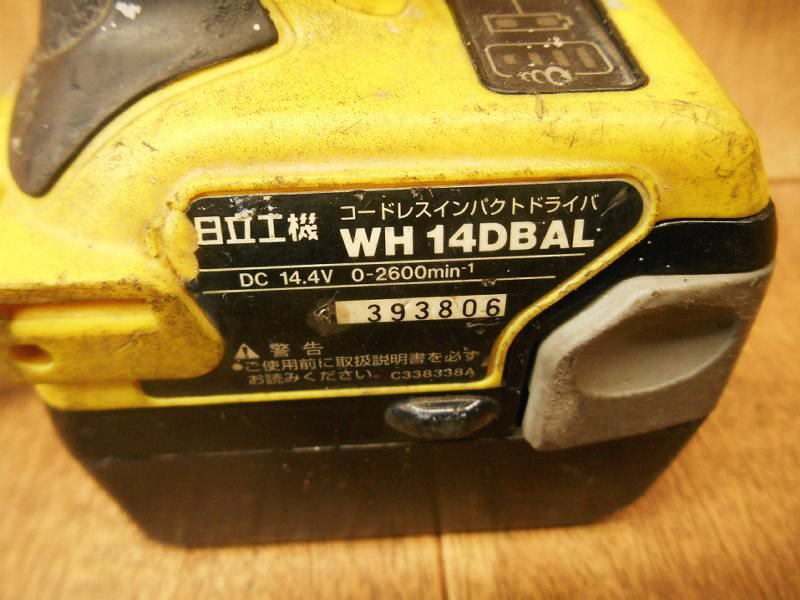 日立工機
コードレスインパクトドライバ
WH 14DBAL
DC 14.4V 0-2600min⁻¹
393806
警告
・ご使用前に取扱説明書を必ず
お読みください。C338338A